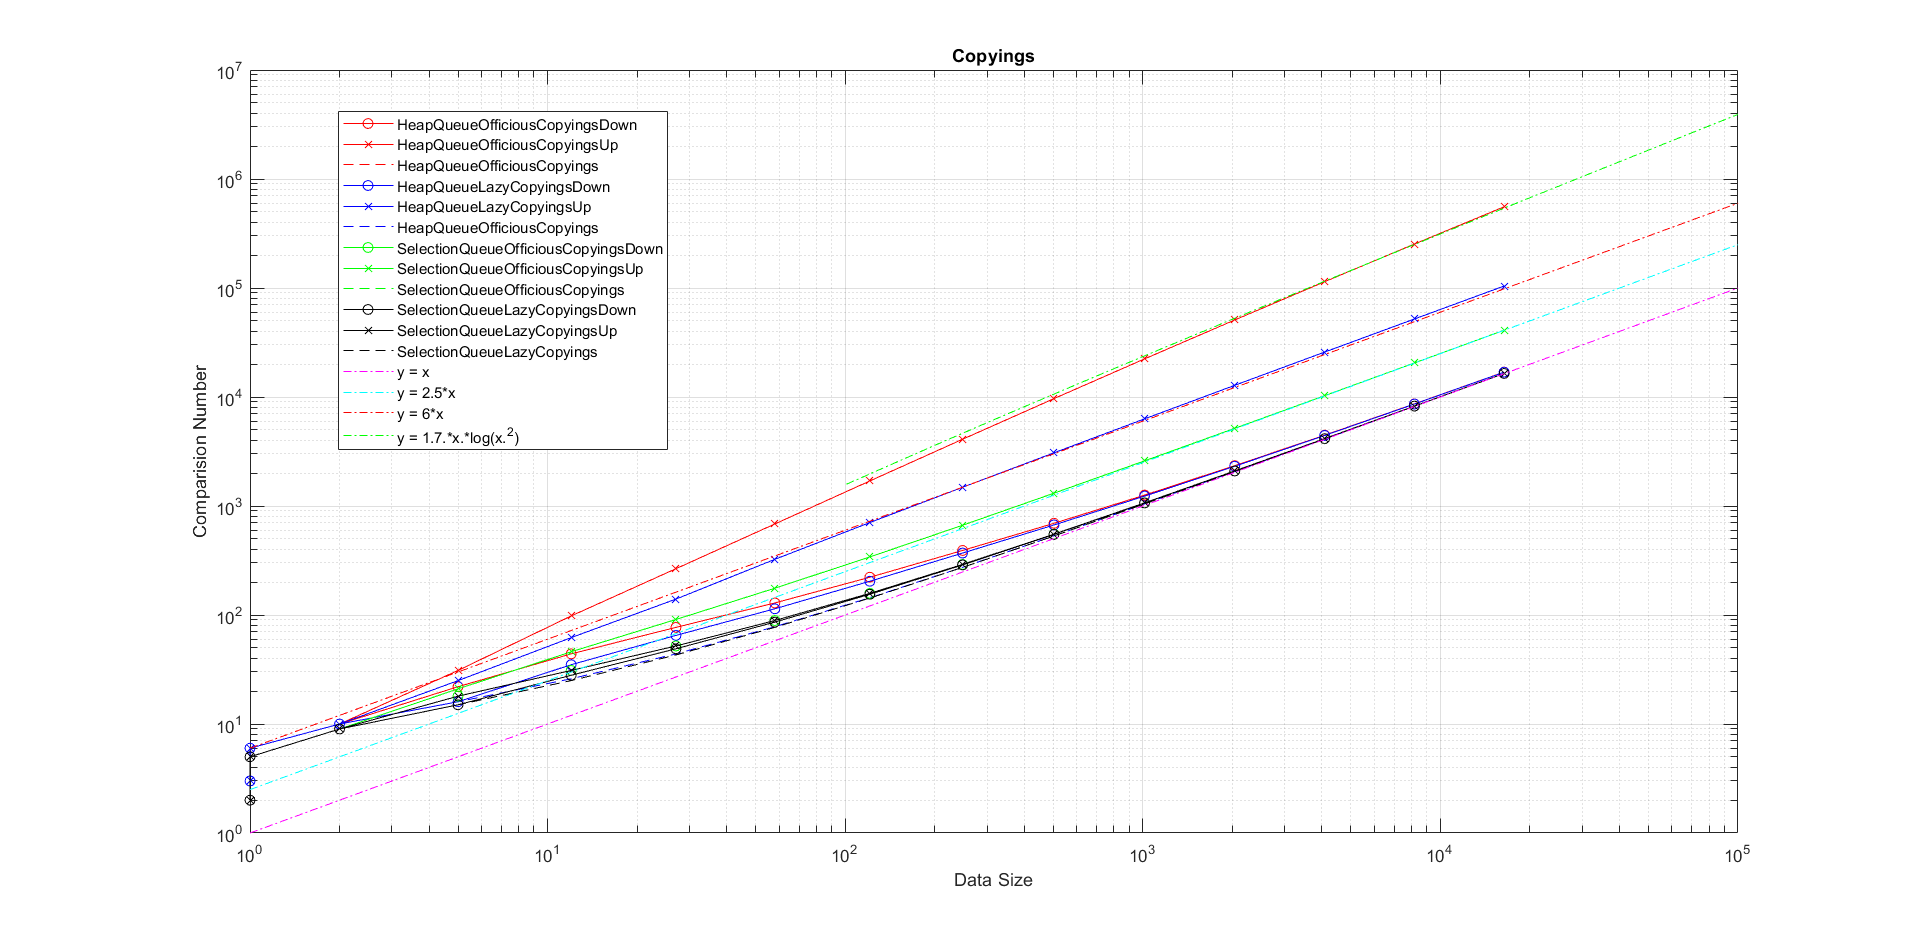 Copyings
10^7
10^6
10^5
10^4
10^3
10^2
10^1
10^0
Comparision Number
HeapQueueOfficiousCopyingsDown
HeapQueueOfficiousCopyingsUp
HeapQueueOfficiousCopyings
HeapQueueLazyCopyingsDown
HeapQueueLazyCopyingsUp
HeapQueueOfficiousCopyings
SelectionQueueOfficiousCopyingsDown
SelectionQueueOfficiousCopyingsUp
SelectionQueueOfficiousCopyings
SelectionQueueLazyCopyingsDown
SelectionQueueLazyCopyingsUp
SelectionQueueLazyCopyings
y = x
y = 2.5*x
y = 6*x
y = 1.7.*x.*log(x.^2)
10^0 10^1 10^2 10^3 10^4 10^5
Data Size